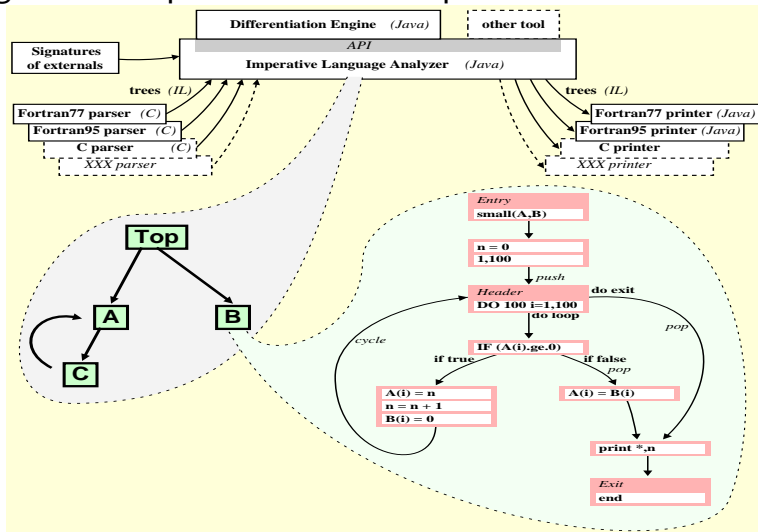 Differentiation Engine (Java)
other tool
API
Signatures
of externals
Imperative Language Analyzer (Java)
trees (IL)
trees (IL)
Fortran77 parser (C)
Fortran95 parser (C)
C parser (C)
XXX parser
Fortran77 printer (Java)
Fortran95 printer (Java)
C printer
XXX printer
Top
A
B
C
Entry
small(A,B)
n = 0
1,100
push
Header
DO 100 i=1,100
do exit
do loop
cycle
pop
IF (A(i).ge.0)
if true
if false
pop
A(i) = n
n = n + 1
B(i) = 0
A(i) = B(i)
print *,n
Exit
end